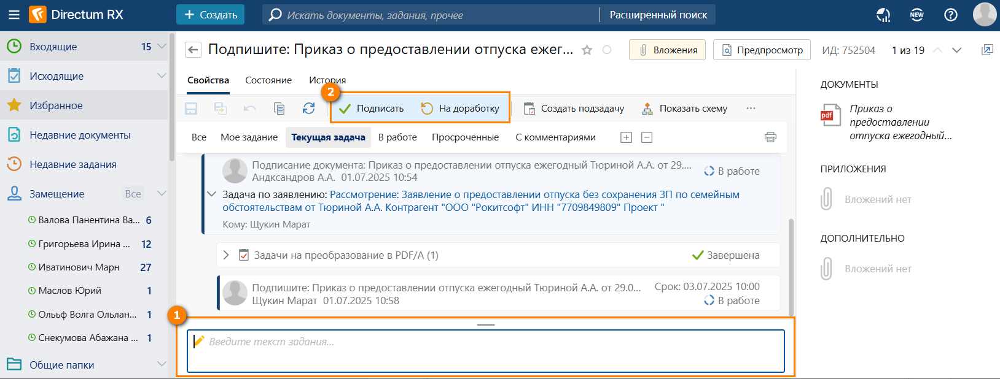 Directum RX
Создать
Искать документы, задания, прочее
Расширенный поиск
NEW
Входящие 15
Исходящие
Избранное
Недавние документы
Недавние задания
Замещение Все
Валова Панентина Ва... 6
Григорьева Ирина ... 12
Иватинович Марн 27
Маслов Юрий 1
Олььф Волга Ольлан... 1
Снекумова Абажана ... 1
Общие папки
Подпишите: Приказ о предоставлении отпуска ежег...
Вложения
Предпросмотр
ИД: 752504
1 из 19
Свойства Состояние История
2
Подписать На доработку Создать подзадачу Показать схему ...
Все Мое задание Текущая задача В работе Просроченные С комментариями
Подписание документа: Приказ о предоставлении отпуска ежегодный Тюриной А.А. от 29....
Андксандров А.А. 01.07.2025 10:54
В работе
Задача по заявлению: Рассмотрение: Заявление о предоставлении отпуска без сохранения ЗП по семейным
обстоятельствам от Тюриной А.А. Контрагент "ООО "Рокитсофт" ИНН "7709849809" Проект "
Кому: Щукин Марат
Задачи на преобразование в PDF/A (1)
Завершена
Подпишите: Приказ о предоставлении отпуска ежегодный Тюриной А.А. от 29.0...
Срок: 03.07.2025 10:00
Щукин Марат 01.07.2025 10:58
В работе
1
Введите текст задания...
ДОКУМЕНТЫ
pdf
Приказ о
предоставлении
отпуска ежегодный...
ПРИЛОЖЕНИЯ
Вложений нет
ДОПОЛНИТЕЛЬНО
Вложений нет